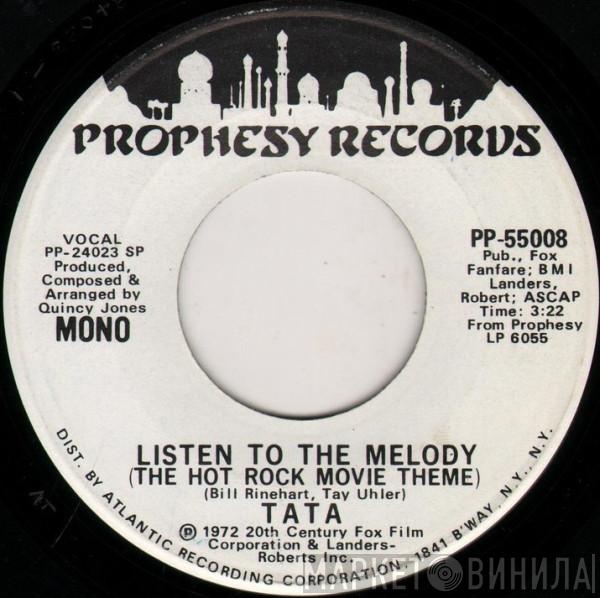 PROPHESY RECORDS
VOCAL
PP-24023 SP
Produced,
Composed &
Arranged by
Quincy Jones
MONO
PP-55008
Pub., Fox
Fanfare; BMI
Landers,
Robert; ASCAP
Time: 3:22
From Prophesy
LP 6055
LISTEN TO THE MELODY
(THE HOT ROCK MOVIE THEME)
(Bill Rinehart, Tay Uhler)
TATA
℗ 1972 20th Century Fox Film
Corporation & Landers-
Roberts Inc.
DIST. BY ATLANTIC RECORDING CORPORATION, 1841 B'WAY, N.Y., N.Y.
МАРКЕТ ВИНИЛА